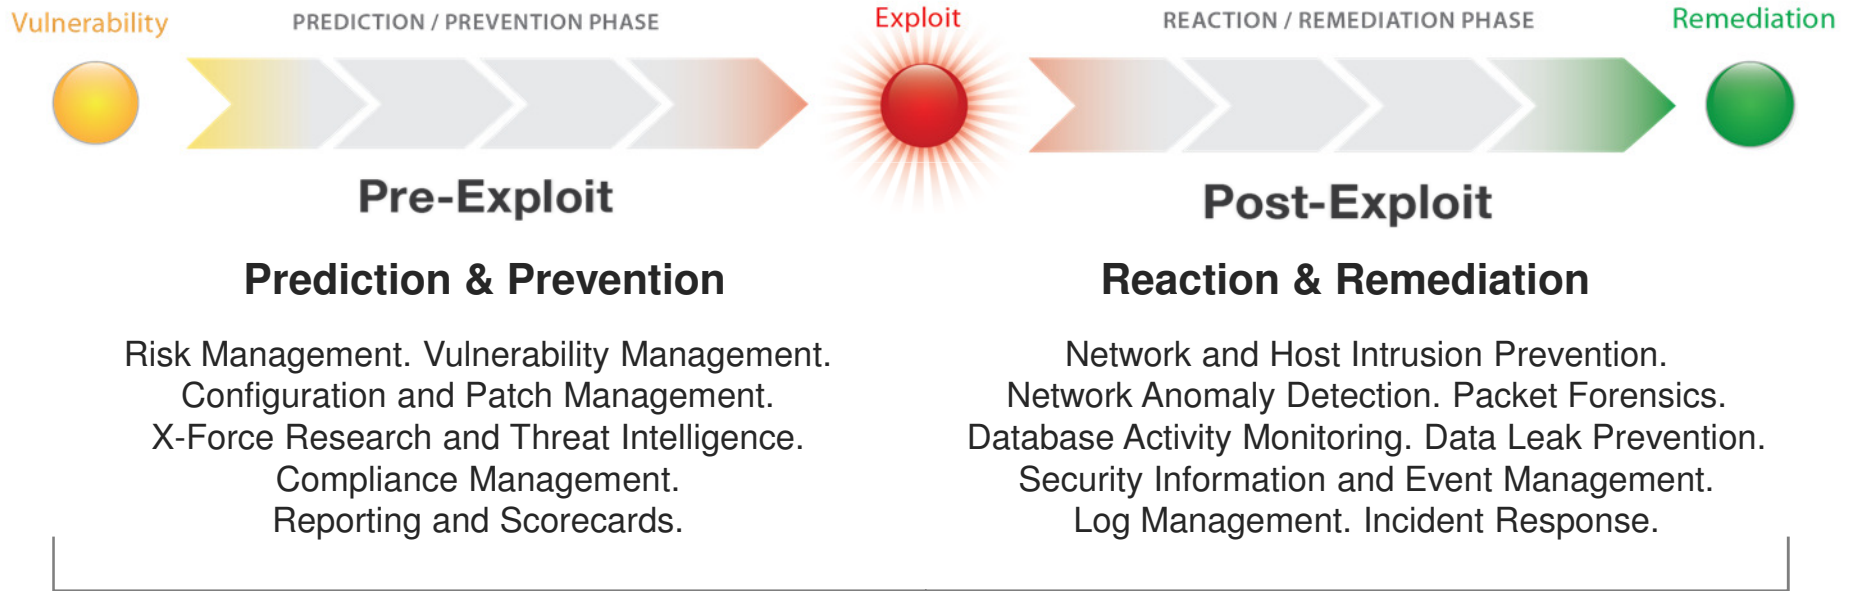 Vulnerability
PREDICTION / PREVENTION PHASE
Exploit
REACTION / REMEDIATION PHASE
Remediation
Pre-Exploit
Post-Exploit
Prediction & Prevention
Reaction & Remediation
Risk Management. Vulnerability Management.
Configuration and Patch Management.
X-Force Research and Threat Intelligence.
Compliance Management.
Reporting and Scorecards.
Network and Host Intrusion Prevention.
Network Anomaly Detection. Packet Forensics.
Database Activity Monitoring. Data Leak Prevention.
Security Information and Event Management.
Log Management. Incident Response.